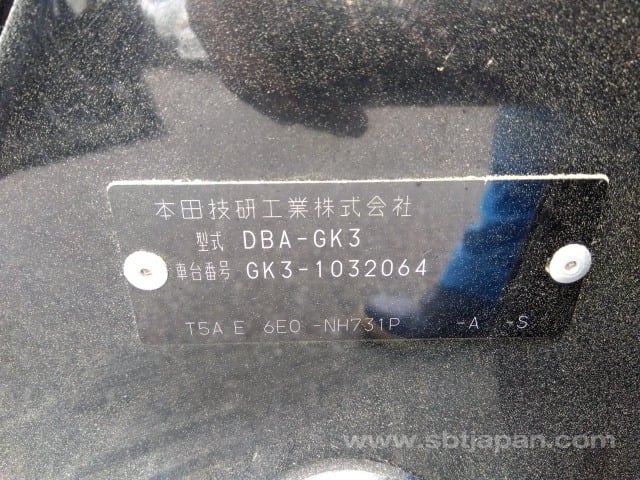 本田技研工業株式会社
型式 DBA-GK3
車台番号 GK3-1032064
T5A E 6E0 -NH731P -A -S
www.sbtjapan.com